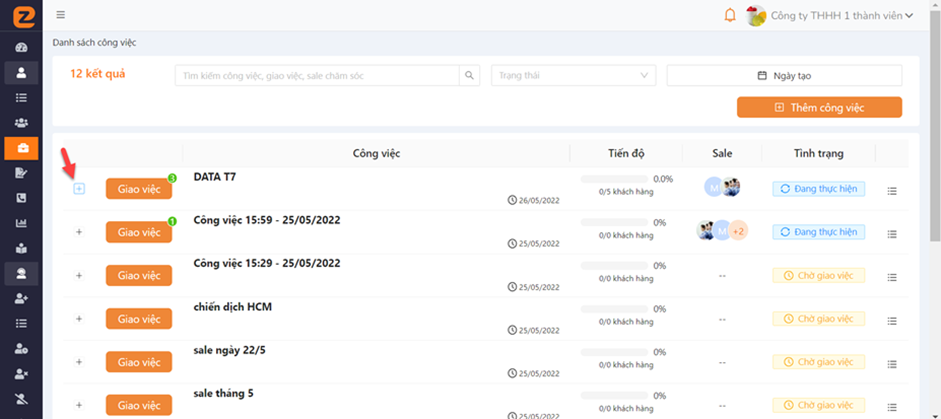 Công ty THHH 1 thành viên
Danh sách công việc
12 kết quả
Tìm kiếm công việc, giao việc, sale chăm sóc
Trạng thái
Ngày tạo
Thêm công việc
Công việc Tiến độ Sale Tình trạng
Giao việc 3 DATA T7 26/05/2022 0.0% 0/5 khách hàng M Đang thực hiện
Giao việc 1 Công việc 15:59 - 25/05/2022 25/05/2022 0% 0/0 khách hàng M +2 Đang thực hiện
Giao việc Công việc 15:29 - 25/05/2022 25/05/2022 0% 0/0 khách hàng -- Chờ giao việc
Giao việc chiến dịch HCM 25/05/2022 0% 0/0 khách hàng -- Chờ giao việc
Giao việc sale ngày 22/5 25/05/2022 0% 0/0 khách hàng -- Chờ giao việc
Giao việc sale tháng 5 25/05/2022 0% 0/0 khách hàng -- Chờ giao việc